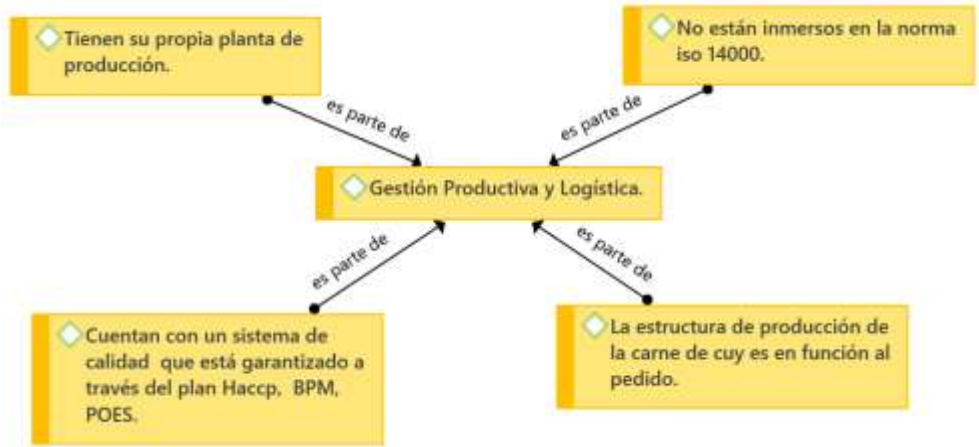 Tienen su propia planta de
producción.
No están inmersos en la norma
iso 14000.
es parte de
es parte de
Gestión Productiva y Logística.
es parte de
es parte de
Cuentan con un sistema de
calidad que está garantizado a
través del plan Haccp, BPM,
POES.
La estructura de producción de
la carne de cuy es en función al
pedido.